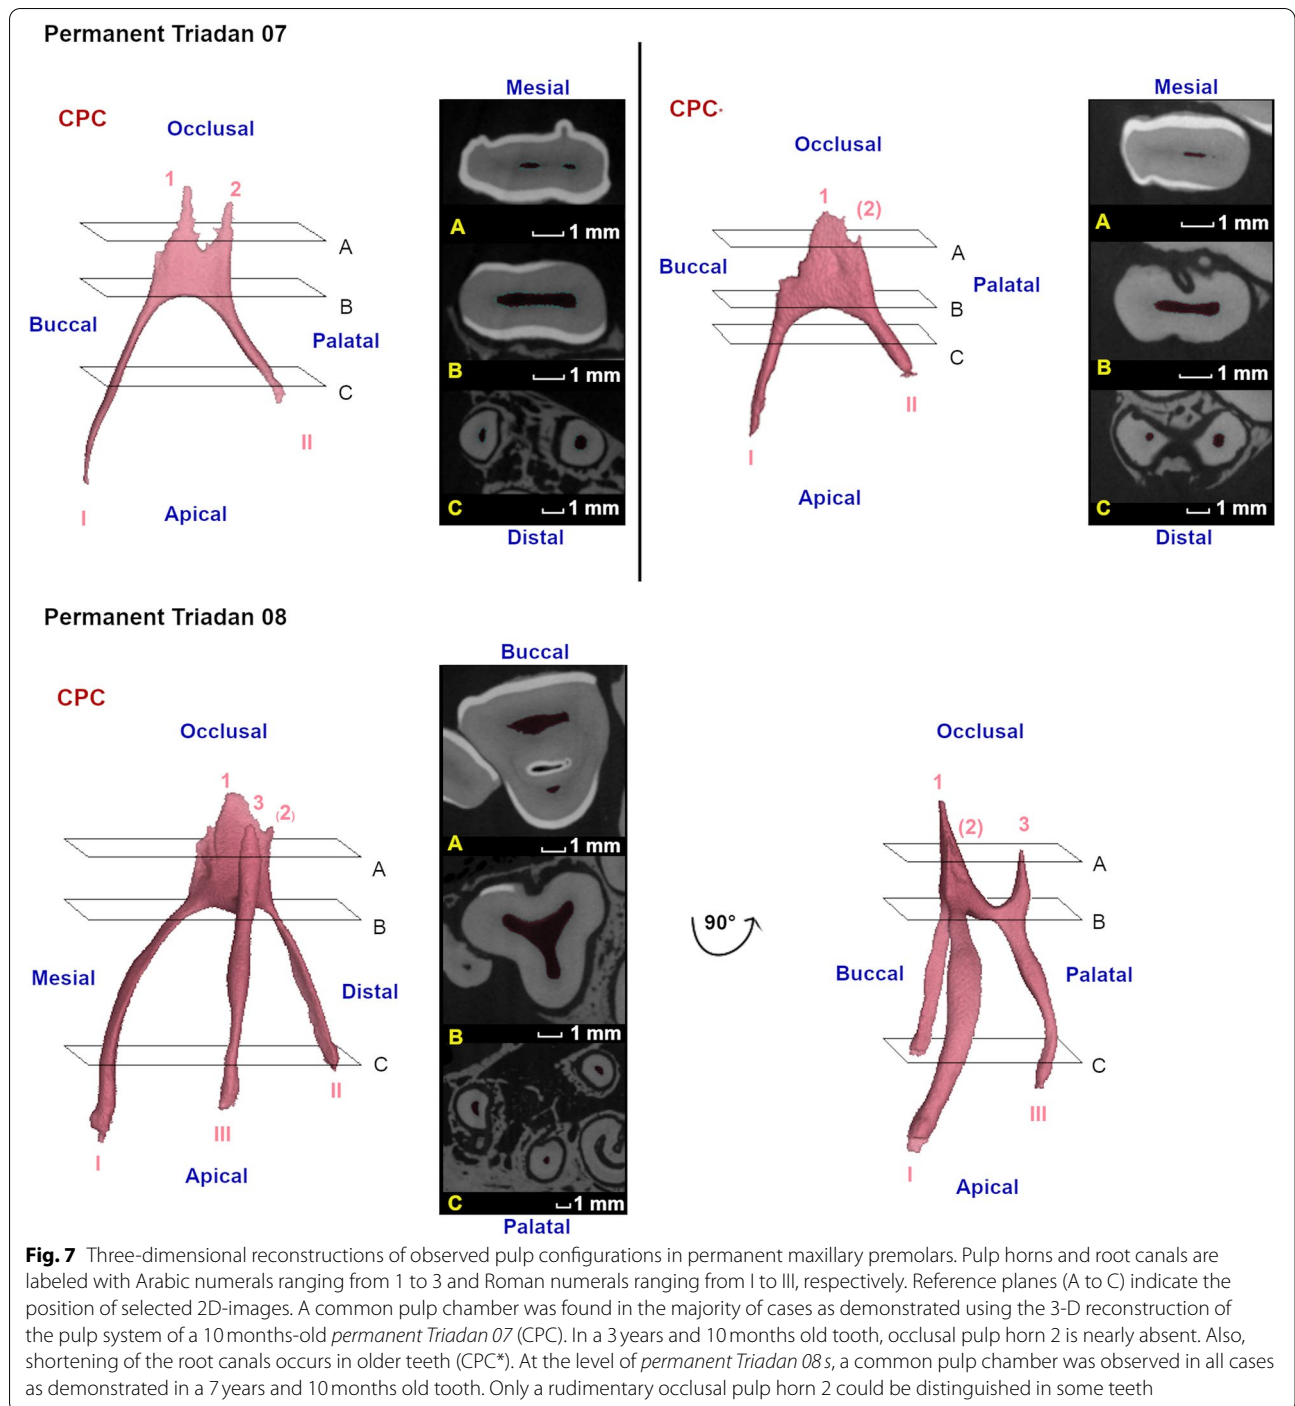 Permanent Triadan 07
CPC
Occlusal
1
2
A
B
C
Buccal
Palatal
I
II
Apical
Mesial
A
1 mm
B
1 mm
C
1 mm
Distal
CPC*
Occlusal
1
(2)
A
B
C
Buccal
Palatal
I
II
Apical
Mesial
A
1 mm
B
1 mm
C
1 mm
Distal
Permanent Triadan 08
CPC
Occlusal
1
3
(2)
A
B
C
Mesial
Distal
I
III
II
Apical
Buccal
A
1 mm
B
1 mm
C
1 mm
Palatal
90°
Occlusal
1
(2)
3
A
B
C
Buccal
Palatal
I
III
Apical
Fig. 7 Three-dimensional reconstructions of observed pulp configurations in permanent maxillary premolars. Pulp horns and root canals are
labeled with Arabic numerals ranging from 1 to 3 and Roman numerals ranging from I to III, respectively. Reference planes (A to C) indicate the
position of selected 2D-images. A common pulp chamber was found in the majority of cases as demonstrated using the 3-D reconstruction of
the pulp system of a 10 months-old permanent Triadan 07 (CPC). In a 3 years and 10 months old tooth, occlusal pulp horn 2 is nearly absent. Also,
shortening of the root canals occurs in older teeth (CPC*). At the level of permanent Triadan 08 s, a common pulp chamber was observed in all cases
as demonstrated in a 7 years and 10 months old tooth. Only a rudimentary occlusal pulp horn 2 could be distinguished in some teeth